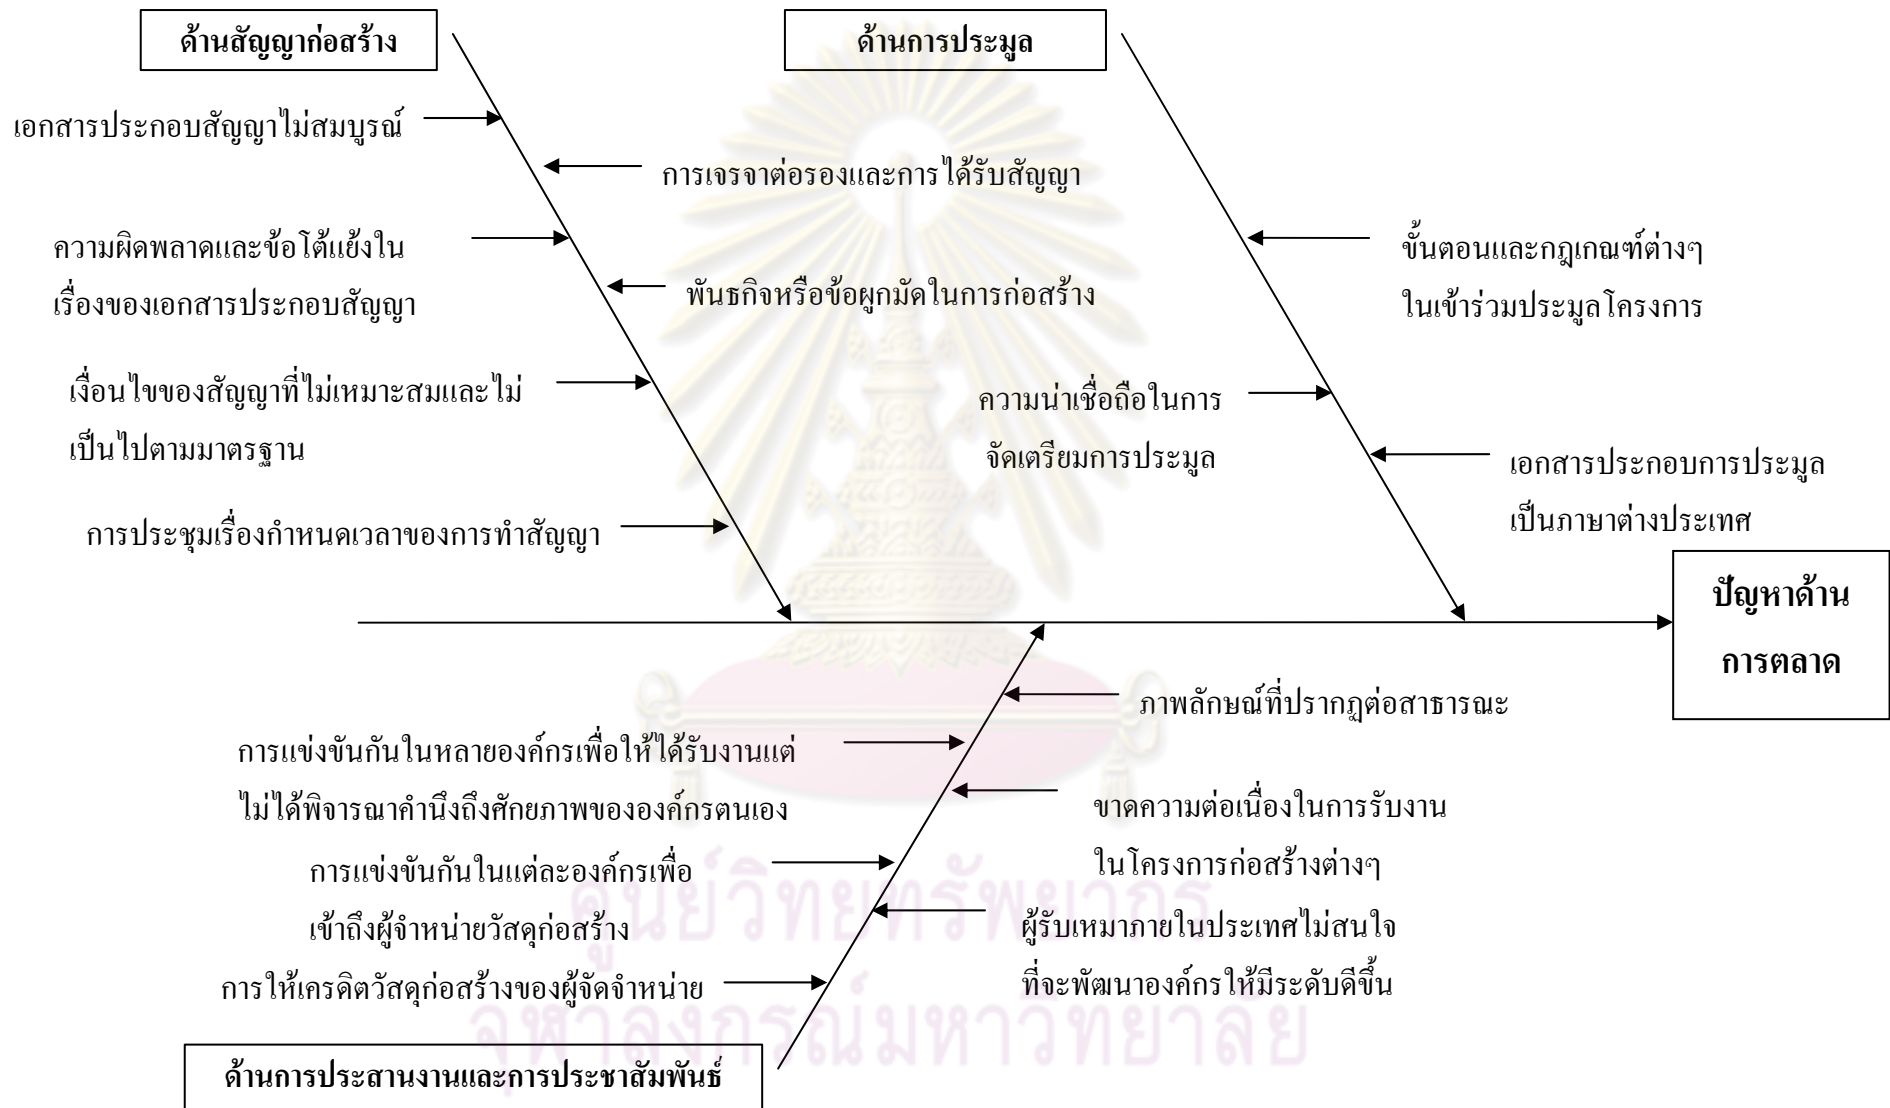 ด้านสัญญาก่อสร้าง
ด้านการประมูล
เอกสารประกอบสัญญาไม่สมบูรณ์
การเจรจาต่อรองและการได้รับสัญญา
ความผิดพลาดและข้อโต้แย้งใน
เรื่องของเอกสารประกอบสัญญา
พันธกิจหรือข้อผูกมัดในการก่อสร้าง
ขั้นตอนและกฎเกณฑ์ต่างๆ
ในเข้าร่วมประมูลโครงการ
เงื่อนไขของสัญญาที่ไม่เหมาะสมและไม่
เป็นไปตามมาตรฐาน
ความน่าเชื่อถือในการ
จัดเตรียมการประมูล
เอกสารประกอบการประมูล
เป็นภาษาต่างประเทศ
การประชุมเรื่องกำหนดเวลาของการทำสัญญา
ปัญหาด้าน
การตลาด
ภาพลักษณ์ที่ปรากฏต่อสาธารณะ
การแข่งขันกันในหลายองค์กรเพื่อให้ได้รับงานแต่
ไม่ได้พิจารณาคำนึงถึงศักยภาพขององค์กรตนเอง
ขาดความต่อเนื่องในการรับงาน
ในโครงการก่อสร้างต่างๆ
การแข่งขันกันในแต่ละองค์กรเพื่อ
เข้าถึงผู้จำหน่ายวัสดุก่อสร้าง
ผู้รับเหมาภายในประเทศไม่สนใจ
ที่จะพัฒนาองค์กรให้มีระดับดีขึ้น
การให้เครดิตวัสดุก่อสร้างของผู้จัดจำหน่าย
ด้านการประสานงานและการประชาสัมพันธ์
ศูนย์วิทยทรัพยากร
จุฬาลงกรณ์มหาวิทยาลัย